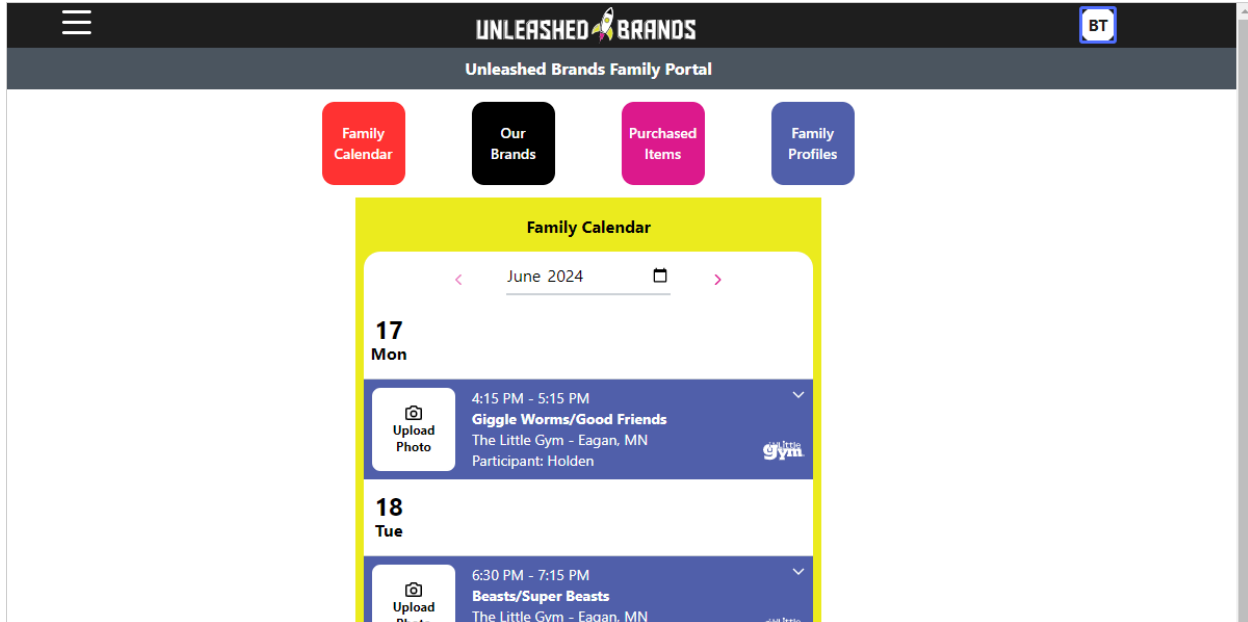 UNLEASHED BRANDS
BT
Unleashed Brands Family Portal
Family
Calendar
Our
Brands
Purchased
Items
Family
Profiles
Family Calendar
June 2024
17
Mon
Upload
Photo
4:15 PM - 5:15 PM
Giggle Worms/Good Friends
The Little Gym - Eagan, MN
Participant: Holden
the little
gym
18
Tue
Upload
Photo
6:30 PM - 7:15 PM
Beasts/Super Beasts
The Little Gym - Eagan, MN